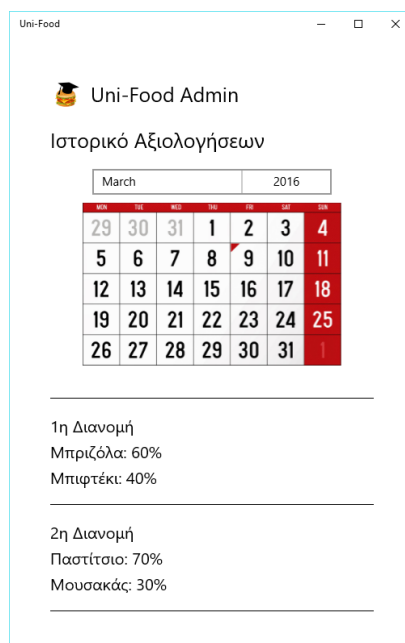 Uni-Food
Uni-Food Admin
Ιστορικό Αξιολογήσεων
March 2016
MON TUE WED THU FRI SAT SUN
29 30 31 1 2 3 4
5 6 7 8 9 10 11
12 13 14 15 16 17 18
19 20 21 22 23 24 25
26 27 28 29 30 31 1
1η Διανομή
Μπριζόλα: 60%
Μπιφτέκι: 40%
2η Διανομή
Παστίτσιο: 70%
Μουσακάς: 30%